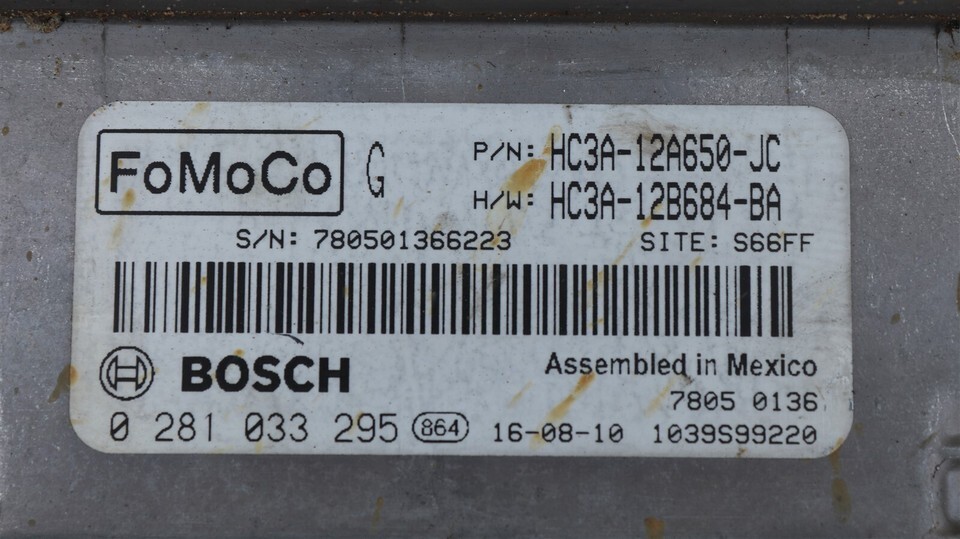 FoMoCo G P/N: HC3A-12A650-JC
H/W: HC3A-12B684-BA
S/N: 780501366223 SITE: S66FF
BOSCH Assembled in Mexico
7805 0136
0 281 033 295 864 16-08-10 1039S99220